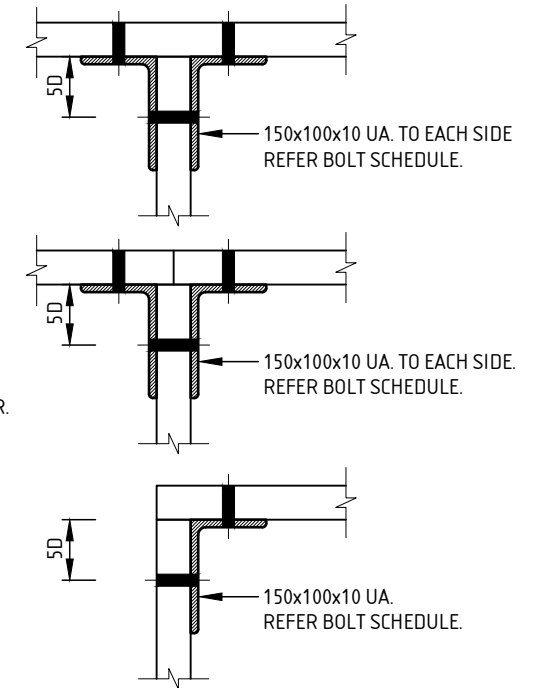 5D
150x100x10 UA. TO EACH SIDE
REFER BOLT SCHEDULE.
5D
150x100x10 UA. TO EACH SIDE.
REFER BOLT SCHEDULE.
R.
5D
150x100x10 UA.
REFER BOLT SCHEDULE.